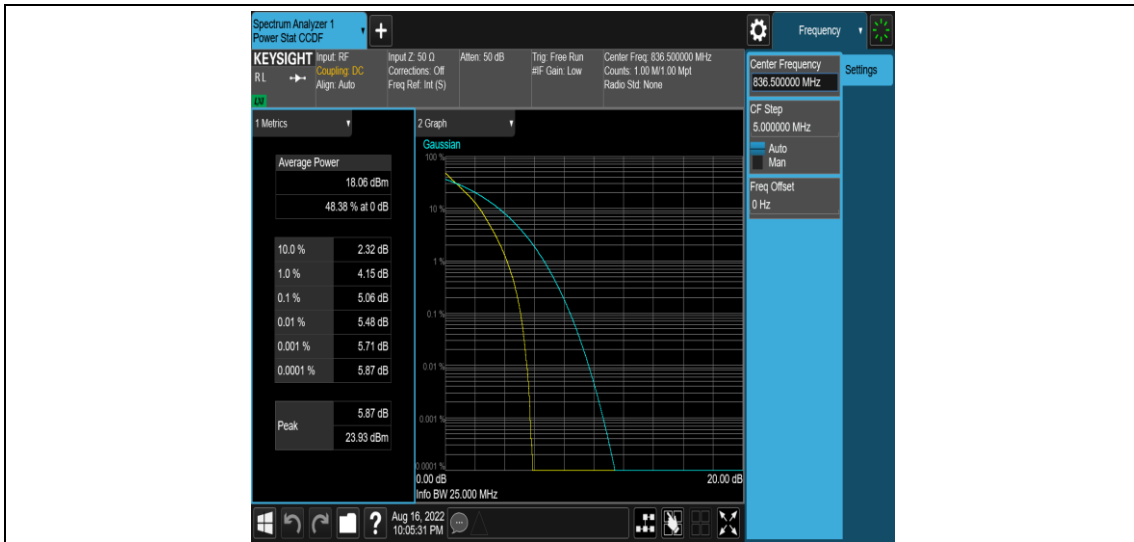 Spectrum Analyzer 1
Power Stat CCDF
Frequency
KEYSIGHT
RL
Input: RF
Coupling: DC
Align: Auto
Input Z: 50 Ω
Corrections: Off
Freq Ref: Int (S)
Atten: 50 dB
Trig: Free Run
#IF Gain: Low
Center Freq: 836.500000 MHz
Counts: 1.00 M/1.00 Mpt
Radio Std: None
Center Frequency
836.500000 MHz
Settings
CF Step
5.000000 MHz
Auto
Man
Freq Offset
0 Hz
1 Metrics
Average Power
18.06 dBm
48.38 % at 0 dB
10.0 % 2.32 dB
1.0 % 4.15 dB
0.1 % 5.06 dB
0.01 % 5.48 dB
0.001 % 5.71 dB
0.0001 % 5.87 dB
Peak
5.87 dB
23.93 dBm
2 Graph
Gaussian
100 %
10 %
1 %
0.1 %
0.01 %
0.001 %
0.0001 %
0.00 dB 20.00 dB
Info BW 25.000 MHz
?
Aug 16, 2022
10:05:31 PM